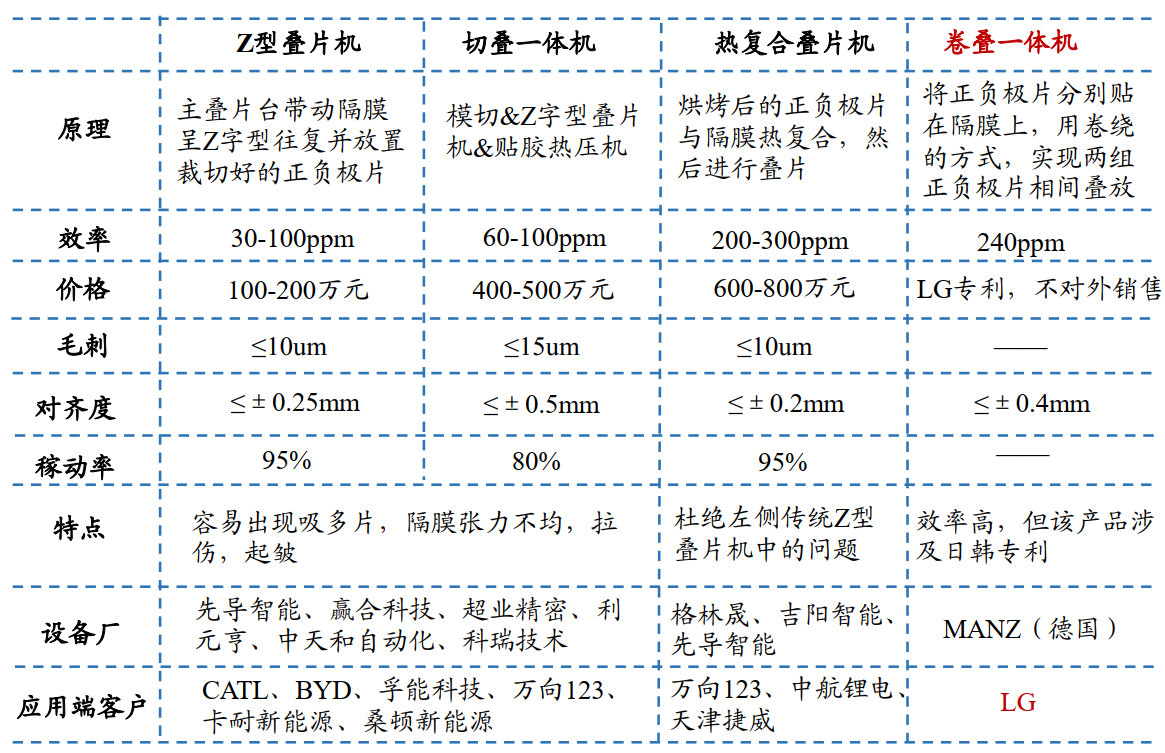 Z型叠片机 切叠一体机 热复合叠片机 卷叠一体机
原理
主叠片台带动隔膜
呈Z字型往复并放置
裁切好的正负极片
模切&Z字型叠片
机&贴胶热压机
烘烤后的正负极片
与隔膜热复合，然
后进行叠片
将正负极片分别贴
在隔膜上，用卷绕
的方式，实现两组
正负极片相间叠放
效率 30-100ppm 60-100ppm 200-300ppm 240ppm
价格 100-200万元 400-500万元 600-800万元 LG专利，不对外销售
毛刺 ≤10um ≤15um ≤10um ——
对齐度 ≤ ± 0.25mm ≤ ± 0.5mm ≤ ± 0.2mm ≤ ± 0.4mm
稼动率 95% 80% 95% ——
特点
容易出现吸多片，隔膜张力不均，拉
伤，起皱
杜绝左侧传统Z型
叠片机中的问题
效率高，但该产品涉
及日韩专利
设备厂
先导智能、赢合科技、超业精密、利
元亨、中天和自动化、科瑞技术
格林晟、吉阳智能、
先导智能
MANZ（德国）
应用端客户
CATL、BYD、孚能科技、万向123、
卡耐新能源、桑顿新能源
万向123、中航锂电、
天津捷威
LG